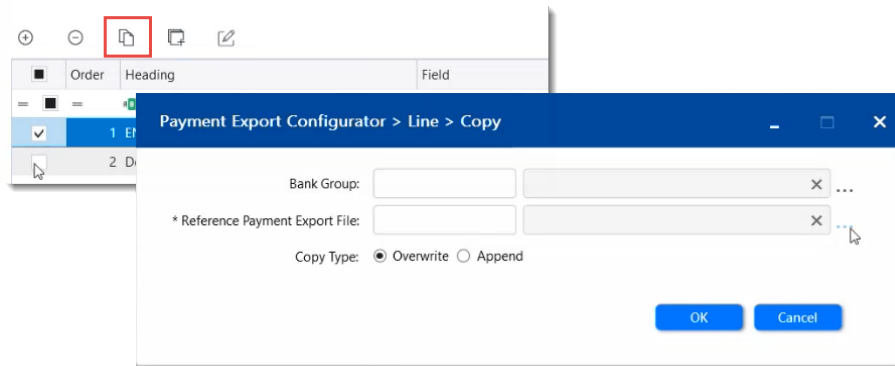 Order Heading Field
Payment Export Configurator > Line > Copy
1
2
Bank Group:
* Reference Payment Export File:
Copy Type: Overwrite Append
OK Cancel